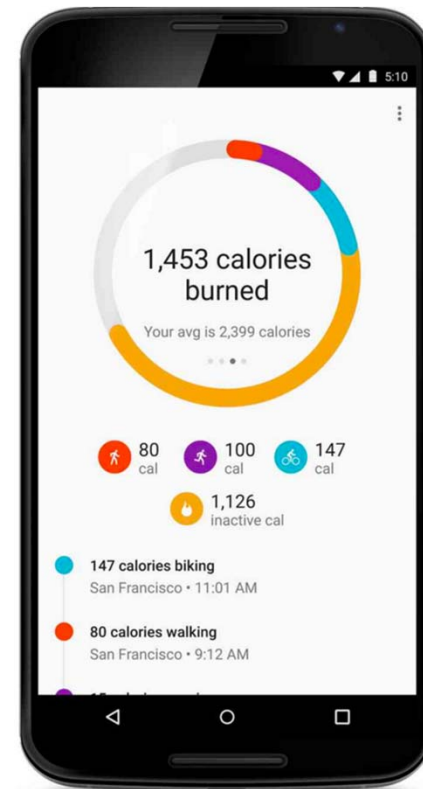 5:10
1,453 calories
burned
Your avg is 2,399 calories
80
cal
100
cal
147
cal
1,126
inactive cal
147 calories biking
San Francisco • 11:01 AM
80 calories walking
San Francisco • 9:12 AM